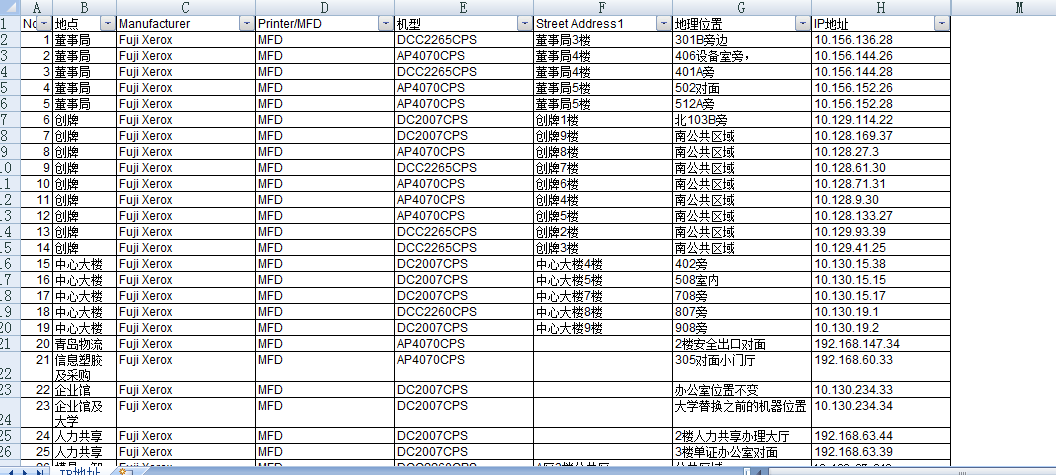 A B C D E F G H M
1 No 地点 Manufacturer Printer/MFD 机型 Street Address1 地理位置 IP地址
2 1 董事局 Fuji Xerox MFD DCC2265CPS 董事局3楼 301B旁边 10.156.136.28
3 2 董事局 Fuji Xerox MFD AP4070CPS 董事局4楼 406设备室旁， 10.156.144.26
4 3 董事局 Fuji Xerox MFD DCC2265CPS 董事局4楼 401A旁 10.156.144.28
5 4 董事局 Fuji Xerox MFD AP4070CPS 董事局5楼 502对面 10.156.152.26
6 5 董事局 Fuji Xerox MFD AP4070CPS 董事局5楼 512A旁 10.156.152.28
7 6 创牌 Fuji Xerox MFD DC2007CPS 创牌1楼 北103B旁 10.129.114.22
8 7 创牌 Fuji Xerox MFD DC2007CPS 创牌9楼 南公共区域 10.128.169.37
9 8 创牌 Fuji Xerox MFD AP4070CPS 创牌8楼 南公共区域 10.128.27.3
10 9 创牌 Fuji Xerox MFD DCC2265CPS 创牌7楼 南公共区域 10.128.61.30
11 10 创牌 Fuji Xerox MFD AP4070CPS 创牌6楼 南公共区域 10.128.71.31
12 11 创牌 Fuji Xerox MFD AP4070CPS 创牌4楼 南公共区域 10.128.9.30
13 12 创牌 Fuji Xerox MFD AP4070CPS 创牌5楼 南公共区域 10.128.133.27
14 13 创牌 Fuji Xerox MFD DCC2265CPS 创牌2楼 南公共区域 10.129.93.39
15 14 创牌 Fuji Xerox MFD DCC2265CPS 创牌3楼 南公共区域 10.129.41.25
16 15 中心大楼 Fuji Xerox MFD DC2007CPS 中心大楼4楼 402旁 10.130.15.38
17 16 中心大楼 Fuji Xerox MFD DC2007CPS 中心大楼5楼 508室内 10.130.15.15
18 17 中心大楼 Fuji Xerox MFD DC2007CPS 中心大楼7楼 708旁 10.130.15.17
19 18 中心大楼 Fuji Xerox MFD DCC2260CPS 中心大楼8楼 807旁 10.130.19.1
20 19 中心大楼 Fuji Xerox MFD DC2007CPS 中心大楼9楼 908旁 10.130.19.2
21 20 青岛物流 Fuji Xerox MFD AP4070CPS 2楼安全出口对面 192.168.147.34
21 信息塑胶 Fuji Xerox MFD AP4070CPS 305对面小门厅 192.168.60.33
22 及采购
23 22 企业馆 Fuji Xerox MFD DC2007CPS 办公室位置不变 10.130.234.33
23 企业馆及 Fuji Xerox MFD DC2007CPS 大学替换之前的机器位置 10.130.234.34
24 大学
25 24 人力共享 Fuji Xerox MFD DC2007CPS 2楼人力共享办理大厅 192.168.63.44
26 25 人力共享 Fuji Xerox MFD DC2007CPS 3楼单证办公室对面 192.168.63.39
IP地址